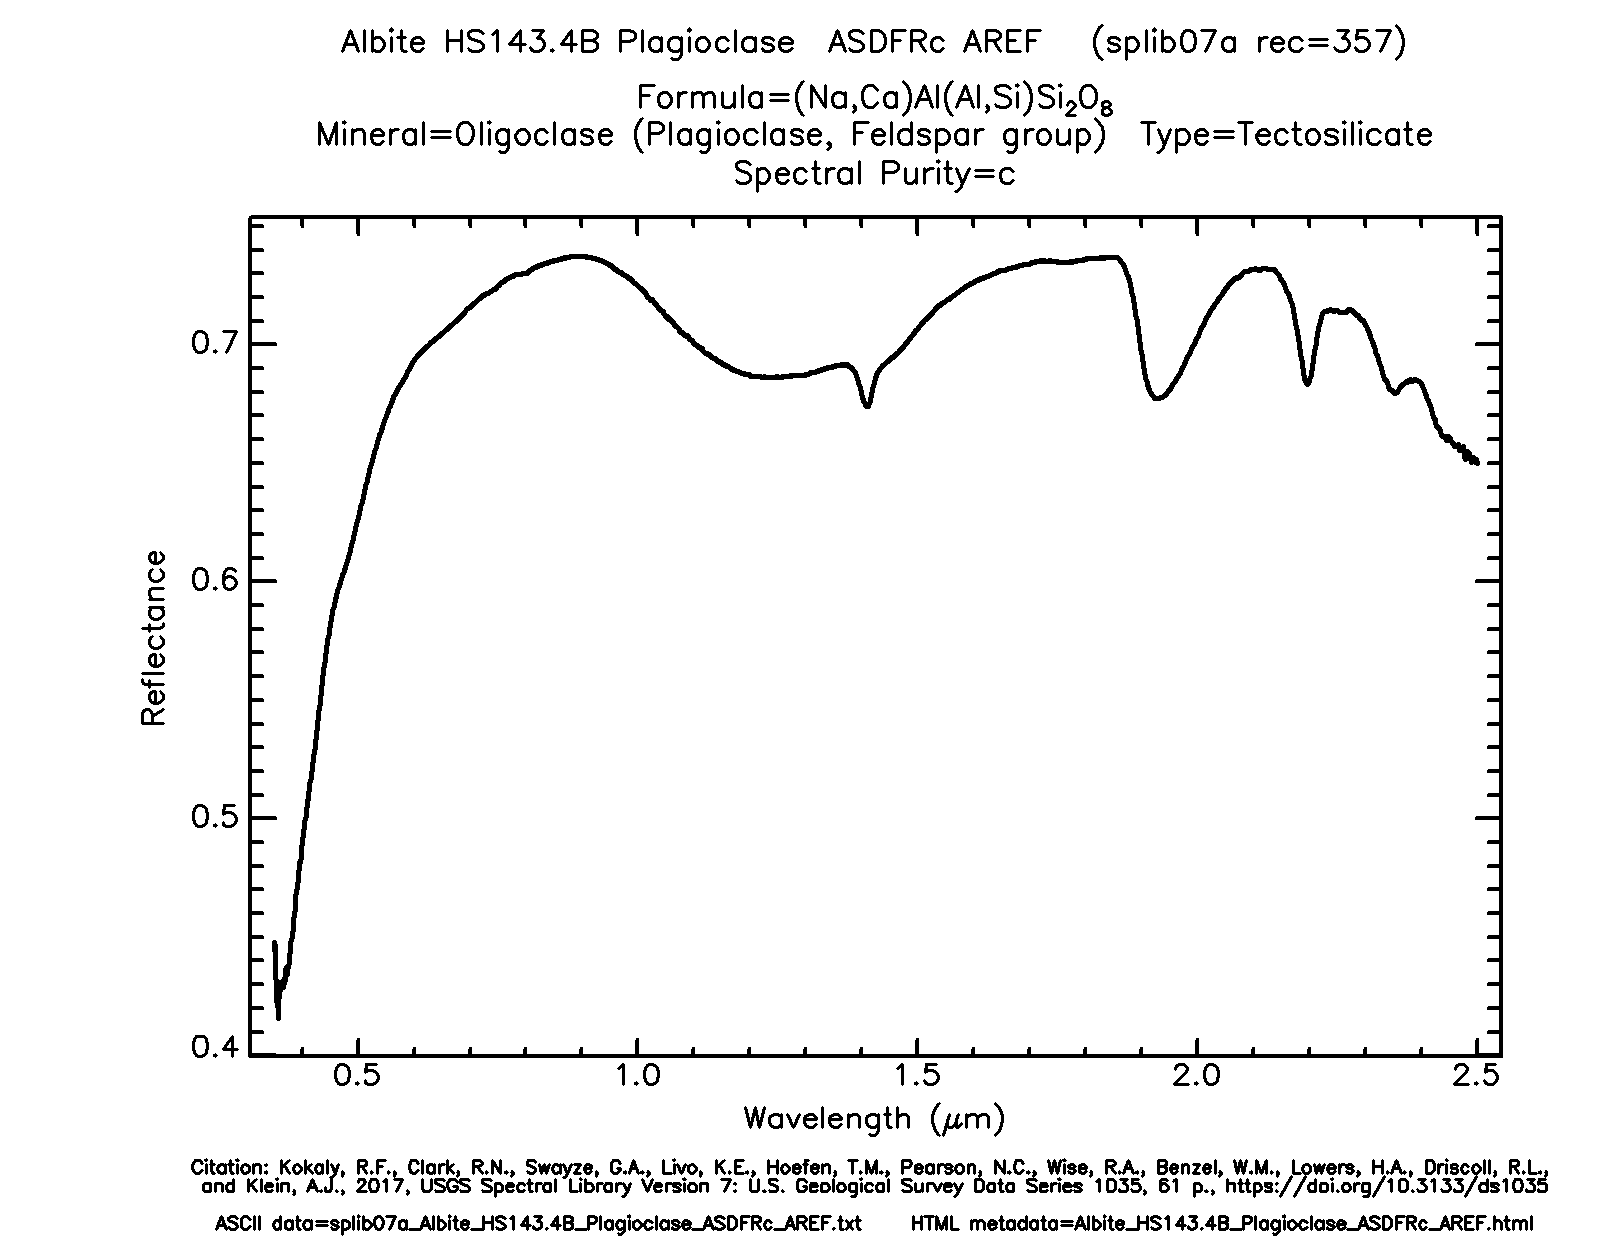 Albite HS143.4B Plagioclase ASDFRc AREF (splib07a rec=357)
Formula=(Na,Ca)Al(Al,Si)Si₂O₈
Mineral=Oligoclase (Plagioclase, Feldspar group) Type=Tectosilicate
Spectral Purity=c
0.7
0.6
0.5
0.4
Reflectance
0.5 1.0 1.5 2.0 2.5
Wavelength (μm)
Citation: Kokaly, R.F., Clark, R.N., Swayze, G.A., Livo, K.E., Hoefen, T.M., Pearson, N.C., Wise, R.A., Benzel, W.M., Lowers, H.A., Driscoll, R.L.,
and Klein, A.J., 2017, USGS Spectral Library Version 7: U.S. Geological Survey Data Series 1035, 61 p., https://doi.org/10.3133/ds1035
ASCII data=splib07a_Albite_HS143.4B_Plagioclase_ASDFRc_AREF.txt HTML metadata=Albite_HS143.4B_Plagioclase_ASDFRc_AREF.html